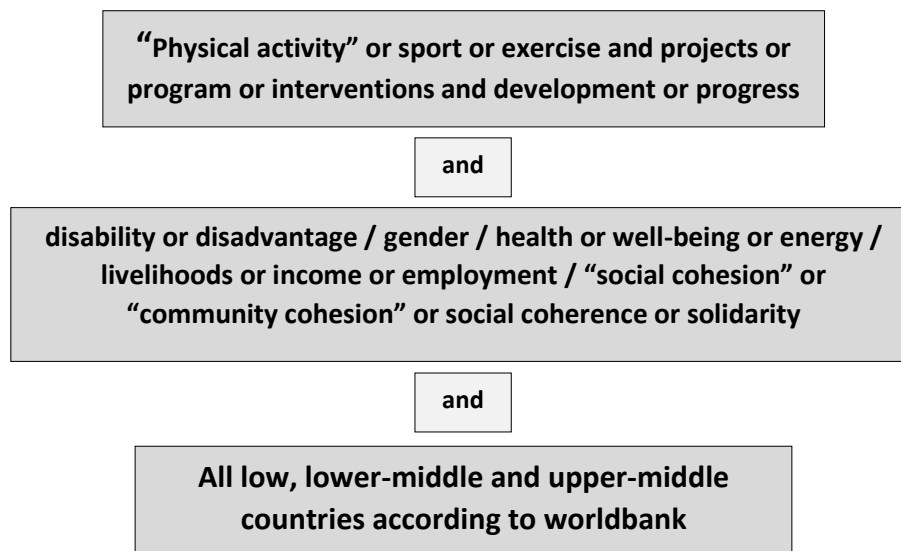 “Physical activity” or sport or exercise and projects or
program or interventions and development or progress
and
disability or disadvantage / gender / health or well-being or energy /
livelihoods or income or employment / “social cohesion” or
“community cohesion” or social coherence or solidarity
and
All low, lower-middle and upper-middle
countries according to worldbank